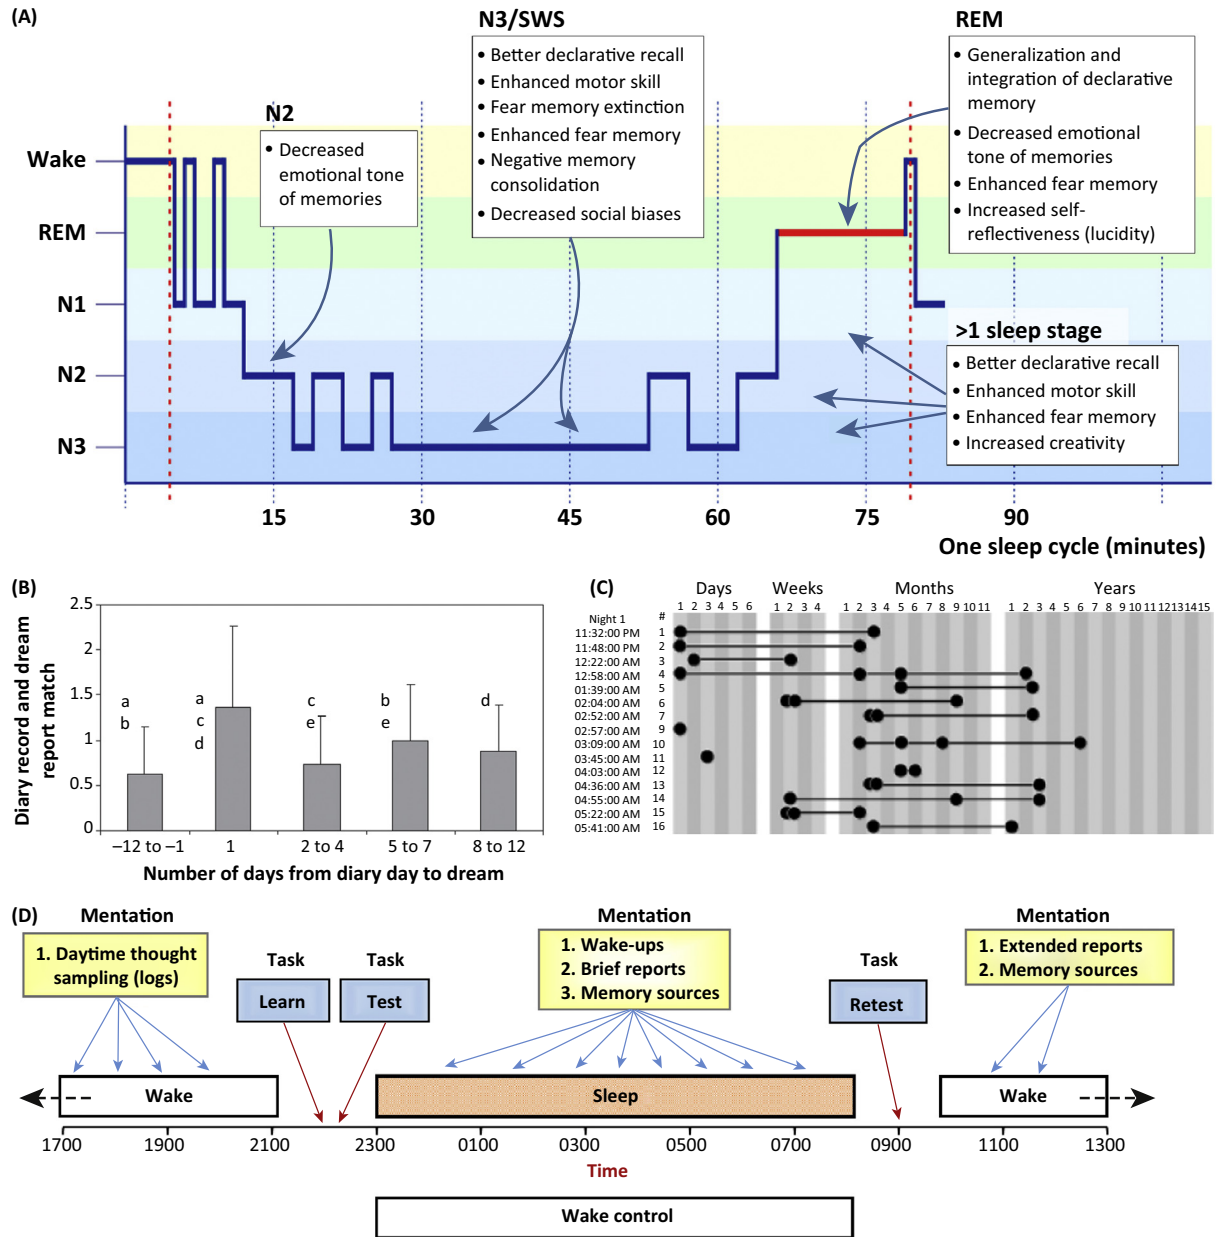 (A)
N3/SWS
• Better declarative recall
• Enhanced motor skill
• Fear memory extinction
• Enhanced fear memory
• Negative memory
consolidation
• Decreased social biases
REM
• Generalization and
integration of declarative
memory
• Decreased emotional
tone of memories
• Enhanced fear memory
• Increased self-
reflectiveness (lucidity)
N2
• Decreased
emotional tone
of memories
Wake
REM
N1
N2
N3
>1 sleep stage
• Better declarative recall
• Enhanced motor skill
• Enhanced fear memory
• Increased creativity
15 30 45 60 75 90
One sleep cycle (minutes)
(B)
Diary record and dream
report match
2.5
2
1.5
1
0.5
0
a
b
a
c
d
c
e
b
e
d
–12 to –1 1 2 to 4 5 to 7 8 to 12
Number of days from diary day to dream
(C)
Days Weeks Months Years
1 2 3 4 5 6 1 2 3 4 1 2 3 4 5 6 7 8 9 10 11 1 2 3 4 5 6 7 8 9 10 11 12 13 14 15
Night 1 #
11:32:00 PM 1
11:48:00 PM 2
12:22:00 AM 3
12:58:00 AM 4
01:39:00 AM 5
02:04:00 AM 6
02:52:00 AM 7
02:57:00 AM 9
03:09:00 AM 10
03:45:00 AM 11
04:03:00 AM 12
04:36:00 AM 13
04:55:00 AM 14
05:22:00 AM 15
05:41:00 AM 16
(D)
Mentation
1. Daytime thought
sampling (logs)
Task
Learn
Task
Test
Mentation
1. Wake-ups
2. Brief reports
3. Memory sources
Task
Retest
Mentation
1. Extended reports
2. Memory sources
Wake
Sleep
Wake
1700 1900 2100 2300 0100 0300 0500 0700 0900 1100 1300
Time
Wake control